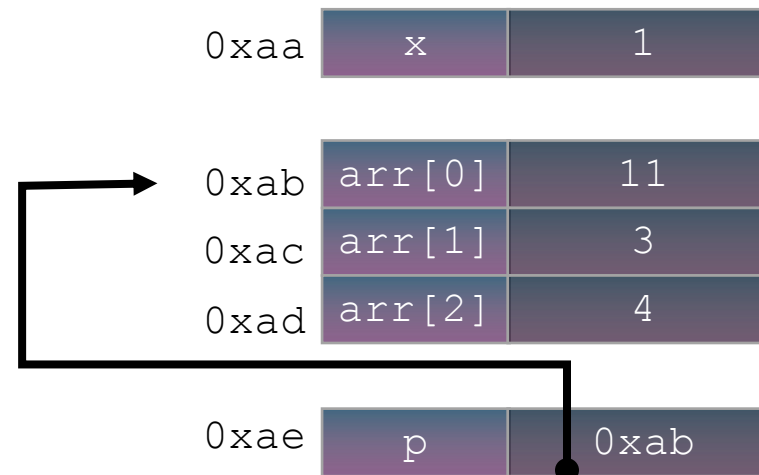 0xaa x 1
0xab arr[0] 11
0xac arr[1] 3
0xad arr[2] 4
0xae p 0xab